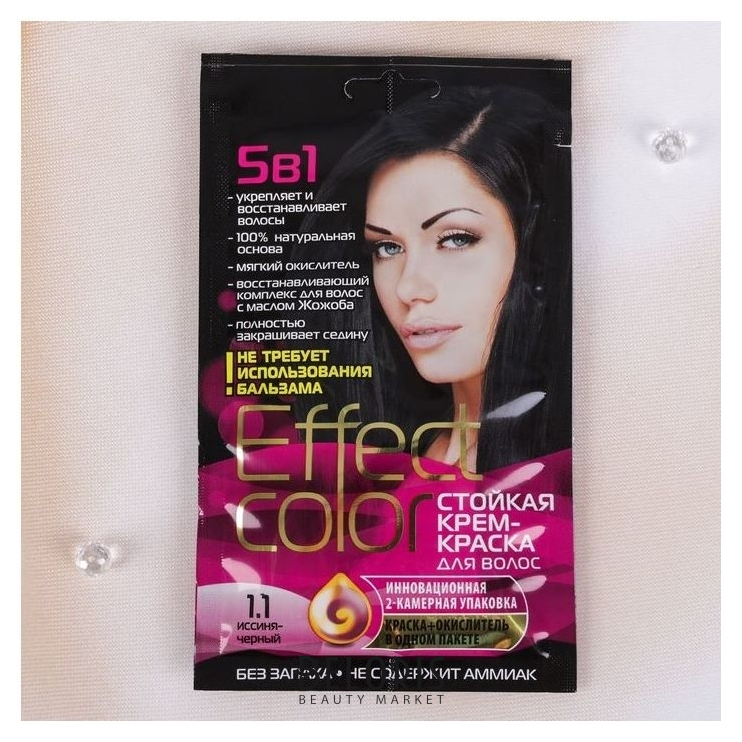 5в1
- укрепляет и
восстанавливает
волосы
- 100% натуральная
основа
- мягкий окислитель
- восстанавливающий
комплекс для волос
с маслом Жожоба
- полностью
закрашивает седину
! НЕ ТРЕБУЕТ
ИСПОЛЬЗОВАНИЯ
БАЛЬЗАМА
Effect
color
СТОЙКАЯ
КРЕМ-
КРАСКА
ДЛЯ ВОЛОС
ИННОВАЦИОННАЯ
2-КАМЕРНАЯ УПАКОВКА
КРАСКА+ОКИСЛИТЕЛЬ
В ОДНОМ ПАКЕТЕ
1.1
иссиня-
черный
БЕЗ ЗАПАХА • НЕ СОДЕРЖИТ АММИАК
BEAUTY MARKET